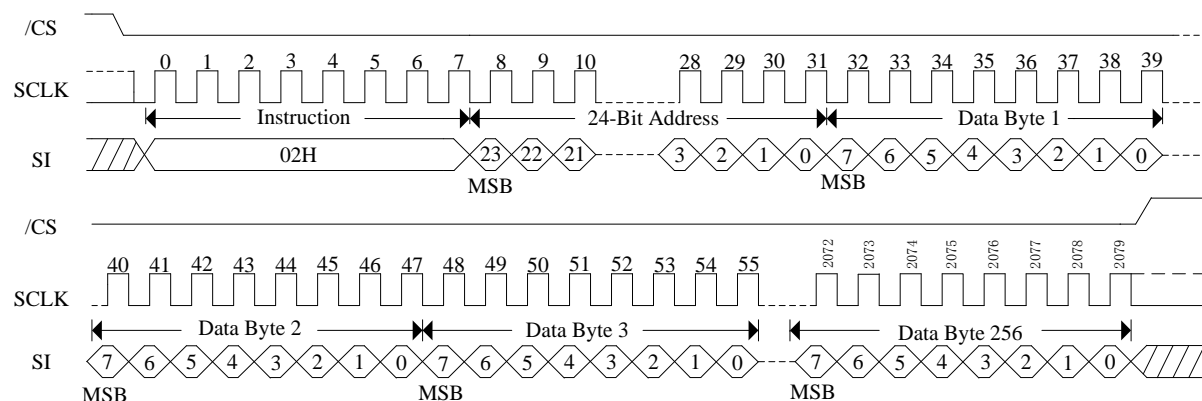 /CS
0 1 2 3 4 5 6 7 8 9 10 28 29 30 31 32 33 34 35 36 37 38 39
SCLK
Instruction 24-Bit Address Data Byte 1
SI 02H 23 22 21 3 2 1 0 7 6 5 4 3 2 1 0
MSB MSB
/CS
40 41 42 43 44 45 46 47 48 49 50 51 52 53 54 55 2072 2073 2074 2075 2076 2077 2078 2079
SCLK
Data Byte 2 Data Byte 3 Data Byte 256
SI 7 6 5 4 3 2 1 0 7 6 5 4 3 2 1 0 7 6 5 4 3 2 1 0
MSB MSB MSB